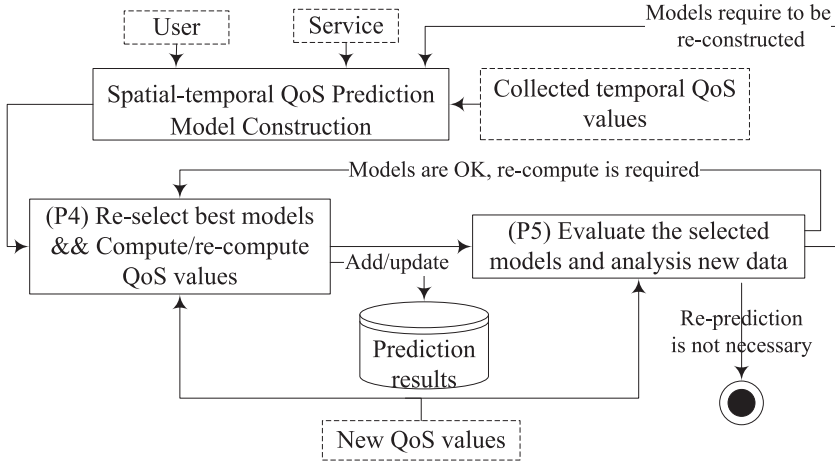 User
Service
Models require to be
re-constructed
Spatial-temporal QoS Prediction
Model Construction
Collected temporal QoS
values
Models are OK, re-compute is required
(P4) Re-select best models
&& Compute/re-compute
QoS values
(P5) Evaluate the selected
models and analysis new data
Add/update
Prediction
results
Re-prediction
is not necessary
New QoS values